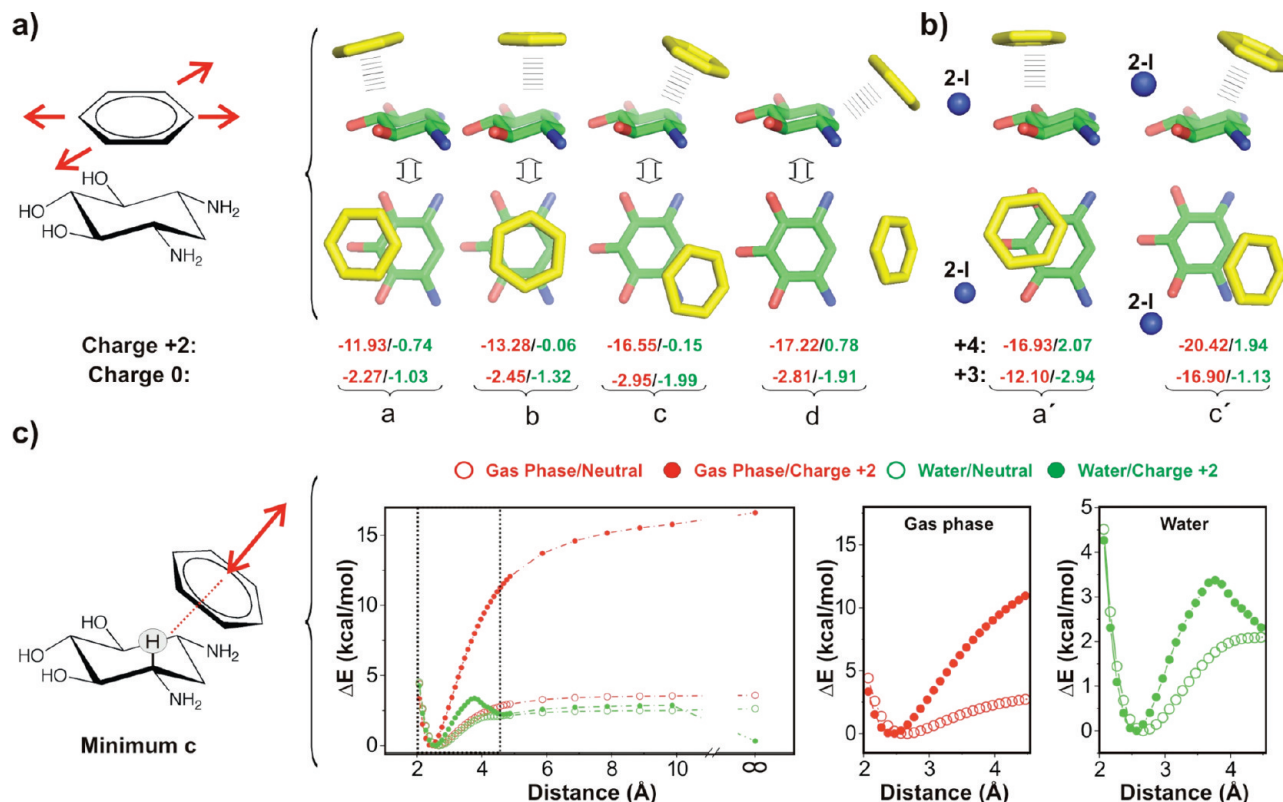 a)
b)
HO
HO
HO
NH2
NH2
2-I
2-I
2-I
2-I
Charge +2:
-11.93/-0.74
-13.28/-0.06
-16.55/-0.15
-17.22/0.78
+4:
-16.93/2.07
-20.42/1.94
Charge 0:
-2.27/-1.03
-2.45/-1.32
-2.95/-1.99
-2.81/-1.91
+3:
-12.10/-2.94
-16.90/-1.13
a
b
c
d
a´
c´
c)
HO
HO
HO
H
NH2
NH2
Minimum c
Gas Phase/Neutral
Gas Phase/Charge +2
Water/Neutral
Water/Charge +2
ΔE (kcal/mol)
15
10
5
0
2
4
6
8
10
∞
Distance (Å)
Gas phase
ΔE (kcal/mol)
15
10
5
0
2
3
4
Distance (Å)
Water
ΔE (kcal/mol)
5
4
3
2
1
0
2
3
4
Distance (Å)